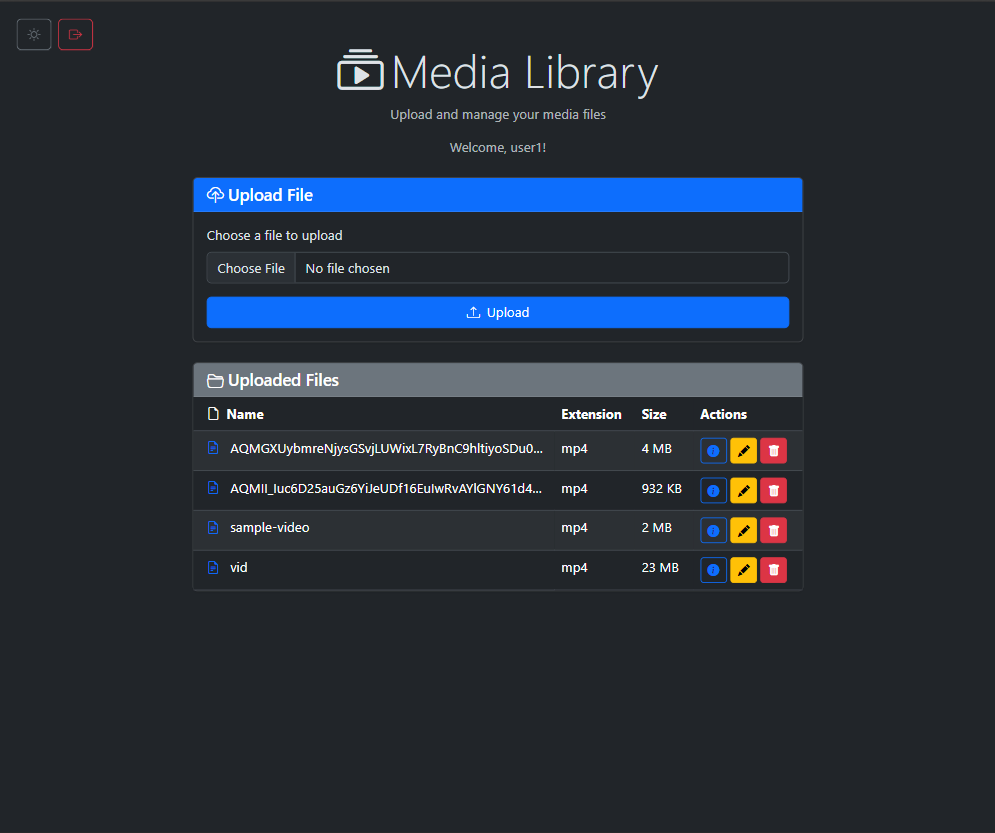 Media Library
Upload and manage your media files
Welcome, user1!
Upload File
Choose a file to upload
Choose File No file chosen
Upload
Uploaded Files
Name Extension Size Actions
AQMGXUybmreNjysGSvjLUWixL7RyBnC9hltiyoSDu0... mp4 4 MB
AQMII_Iuc6D25auGz6YiJeUDf16EuIwRvAYlGNY61d4... mp4 932 KB
sample-video mp4 2 MB
vid mp4 23 MB